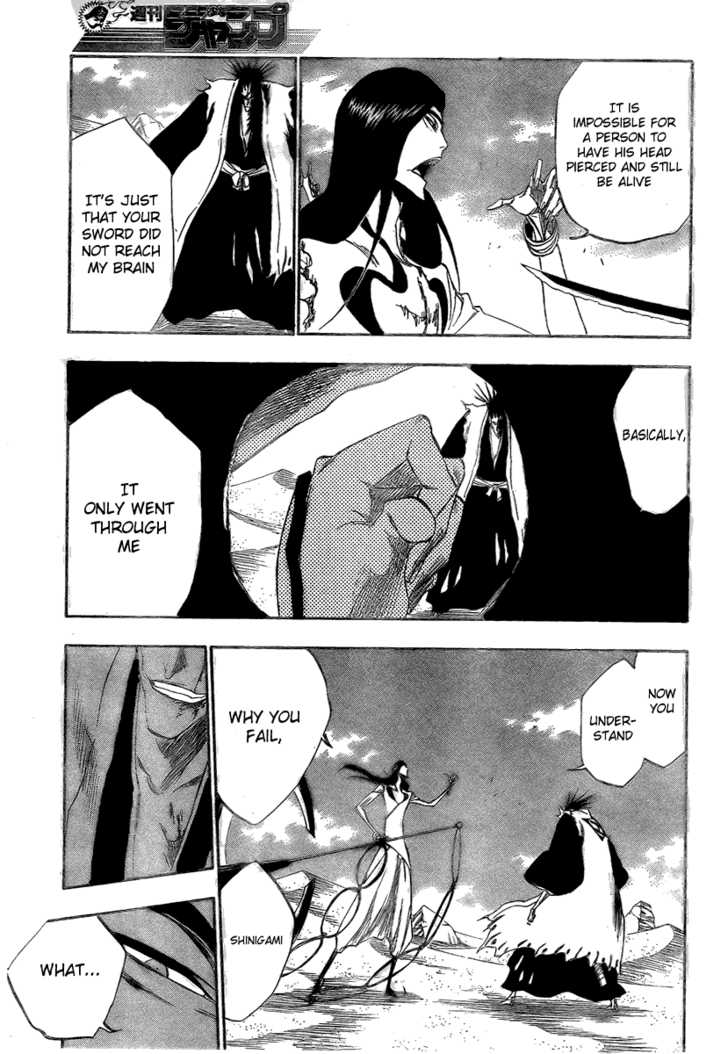 週刊
ジャンプ
IT IS
IMPOSSIBLE FOR
A PERSON TO
HAVE HIS HEAD
PIERCED AND STILL
BE ALIVE
IT'S JUST
THAT YOUR
SWORD DID
NOT REACH
MY BRAIN
BASICALLY,
IT
ONLY WENT
THROUGH
ME
NOW
YOU
UNDER-
STAND
WHY YOU
FAIL,
SHINIGAMI
WHAT...